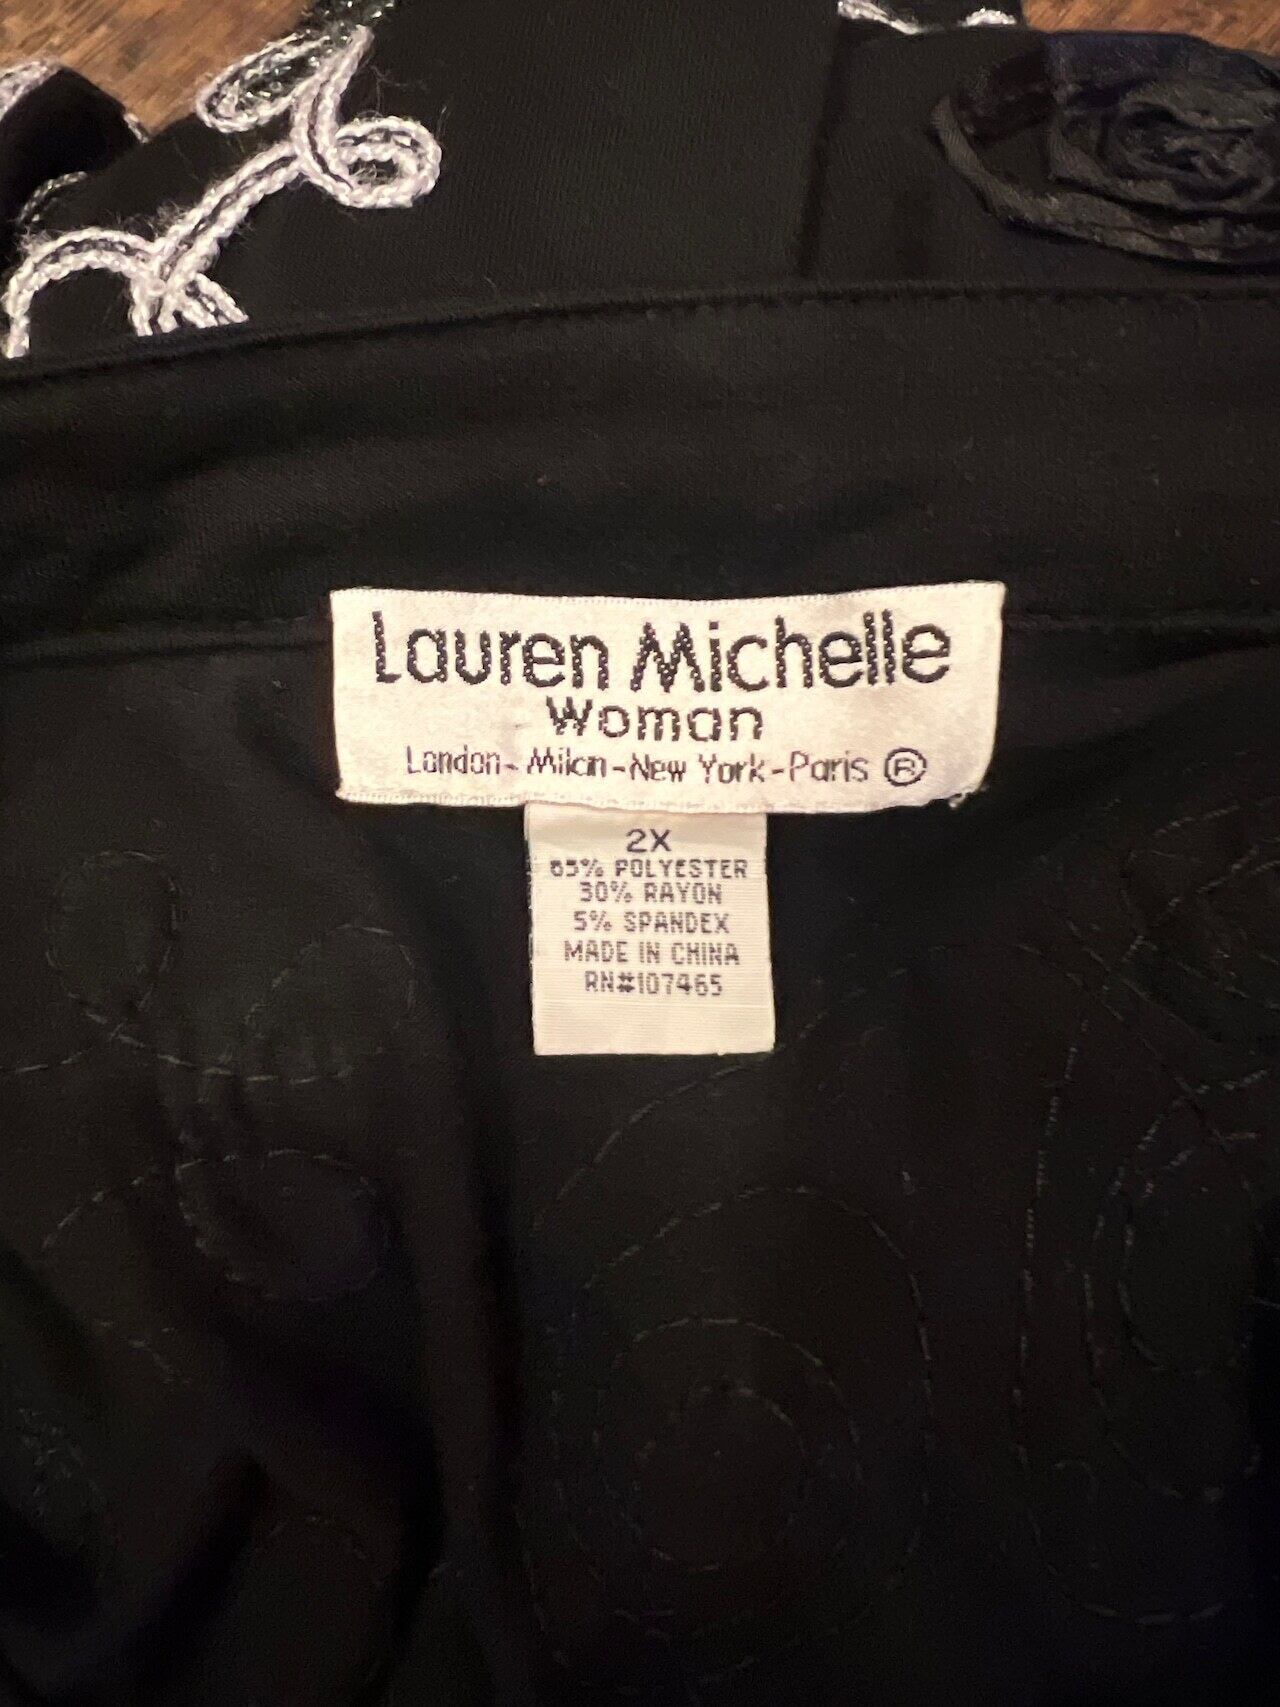 Lauren Michelle
Woman
London-Milan-New York-Paris ®
2X
65% POLYESTER
30% RAYON
5% SPANDEX
MADE IN CHINA
RN#107465